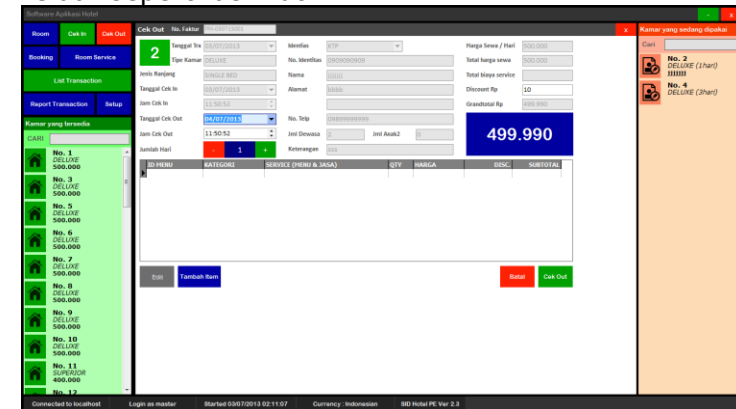 Software Aplikasi Hotel
- x
Room Cek In Cek Out
Booking Room Service
List Transaction
Report Transaction Setup
Kamar yang tersedia
CARI
No. 1
DELUXE
500.000
No. 3
DELUXE
500.000
No. 5
DELUXE
500.000
No. 6
DELUXE
500.000
No. 7
DELUXE
500.000
No. 8
DELUXE
500.000
No. 9
DELUXE
500.000
No. 10
DELUXE
500.000
No. 11
SUPERIOR
400.000
No. 12
Cek Out No. Faktur x
2
Tanggal Trx 03/07/2013
Tipe Kamar DELUXE
Jenis Ranjang SINGLE BED
Tanggal Cek In 03/07/2013
Jam Cek In 11:50:52
Tanggal Cek Out 04/07/2013
Jam Cek Out 11:50:52
Jumlah Hari - 1 +
Identias KTP
No. Identitas 0909090909
Nama jjjjjj
Alamat bbbb
No. Telp
Jml Dewasa 2 Jml Anak2 0
Keterangan zzz
Harga Sewa / Hari 500.000
Total harga sewa 500.000
Total biaya service
Discount Rp 10
Grandtotal Rp 499.990
499.990
ID MENU KATEGORI SERVICE (MENU & JASA) QTY HARGA DISC. SUBTOTAL
Edit Tambah Item Batal Cek Out
Kamar yang sedang dipakai
Cari
No. 2
DELUXE (1hari)
No. 4
DELUXE (3hari)
Connected to localhost Login as master Started 03/07/2013 02:11:07 Currency : Indonesian SID Hotel PE Ver 2.3